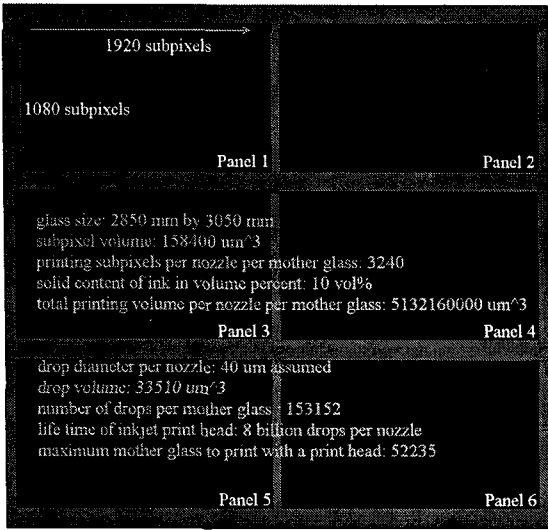 1920 subpixels
1080 subpixels
Panel 1
Panel 2
glass size: 2850 mm by 3050 mm
subpixel volume: 158400 um^3
printing subpixels per nozzle per mother glass: 3240
solid content of ink in volume percent: 10 vol%
total printing volume per nozzle per mother glass: 5132160000 um^3
Panel 3
Panel 4
drop diameter per nozzle: 40 um assumed
drop volume: 33510 um^3
number of drops per mother glass : 153152
life time of inkjet print head: 8 billion drops per nozzle
maximum mother glass to print with a print head: 52235
Panel 5
Panel 6